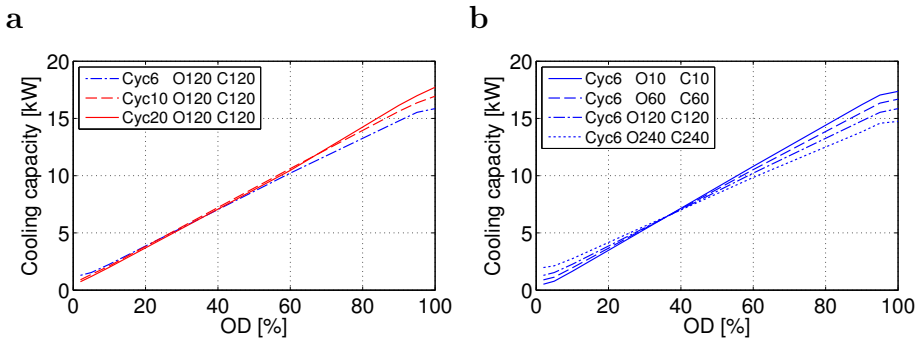 a
Cooling capacity [kW]
20
15
10
5
0
Cyc6 O120 C120
Cyc10 O120 C120
Cyc20 O120 C120
0 20 40 60 80 100
OD [%]
b
Cooling capacity [kW]
20
15
10
5
0
Cyc6 O10 C10
Cyc6 O60 C60
Cyc6 O120 C120
Cyc6 O240 C240
0 20 40 60 80 100
OD [%]